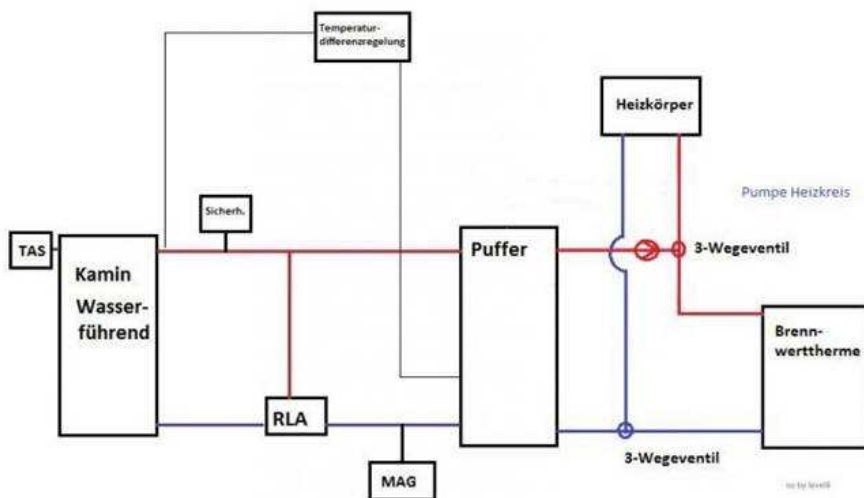 Temperatur-
differenzregelung
Heizkörper
Pumpe Heizkreis
Sicherh.
TAS
Kamin
Wasser-
führend
Puffer
3-Wegeventil
Brenn-
werttherme
RLA
3-Wegeventil
MAG